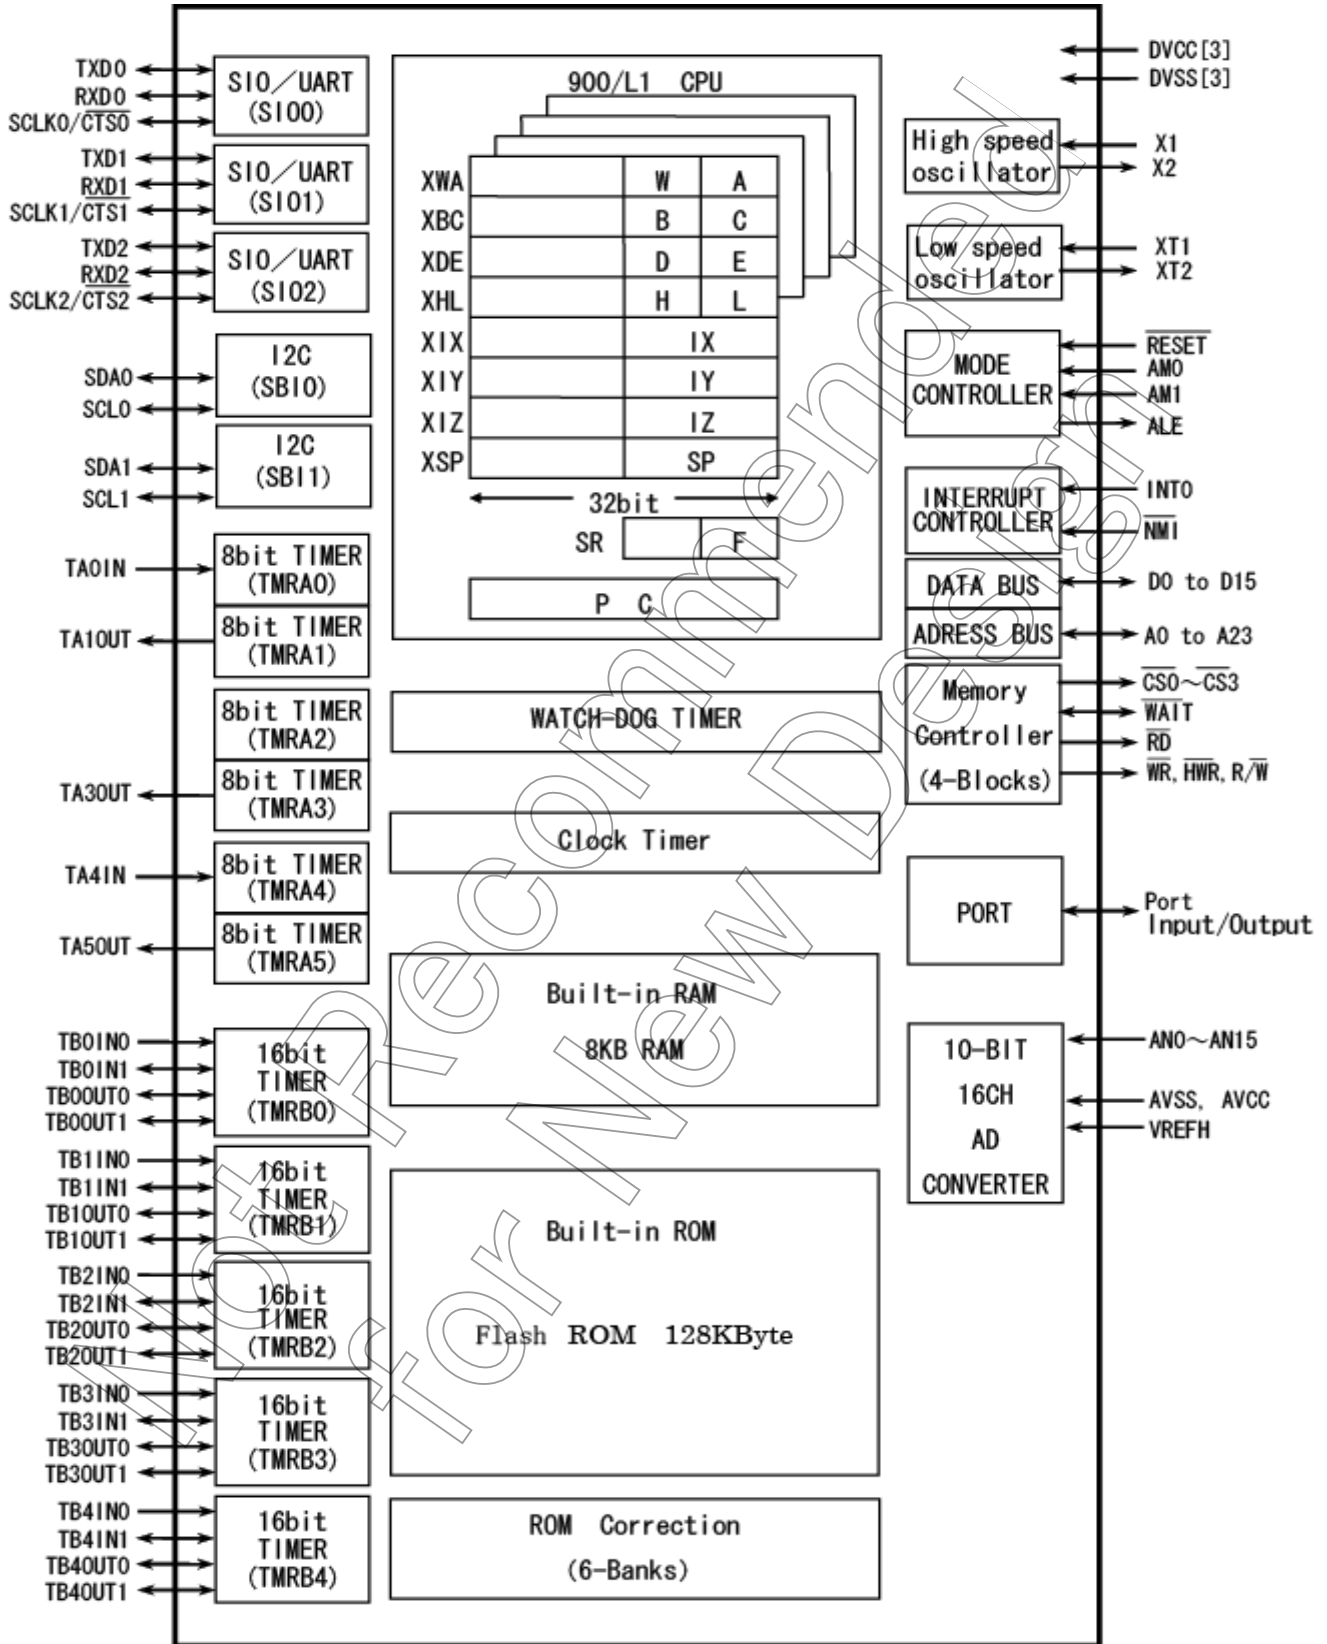 TXD0
RXD0
SCLK0/CTS0
SIO/UART
(SIO0)
TXD1
RXD1
SCLK1/CTS1
SIO/UART
(SIO1)
TXD2
RXD2
SCLK2/CTS2
SIO/UART
(SIO2)
SDA0
SCL0
I2C
(SBI0)
SDA1
SCL1
I2C
(SBI1)
TA0IN
8bit TIMER
(TMRA0)
TA1OUT
8bit TIMER
(TMRA1)
8bit TIMER
(TMRA2)
TA3OUT
8bit TIMER
(TMRA3)
TA4IN
8bit TIMER
(TMRA4)
TA5OUT
8bit TIMER
(TMRA5)
TB0IN0
TB0IN1
TB0OUT0
TB0OUT1
16bit
TIMER
(TMRB0)
TB1IN0
TB1IN1
TB1OUT0
TB1OUT1
16bit
TIMER
(TMRB1)
TB2IN0
TB2IN1
TB2OUT0
TB2OUT1
16bit
TIMER
(TMRB2)
TB3IN0
TB3IN1
TB3OUT0
TB3OUT1
16bit
TIMER
(TMRB3)
TB4IN0
TB4IN1
TB4OUT0
TB4OUT1
16bit
TIMER
(TMRB4)
900/L1 CPU
XWA W A
XBC B C
XDE D E
XHL H L
XIX IX
XIY IY
XIZ IZ
XSP SP
32bit
SR F
P C
WATCH-DOG TIMER
Clock Timer
Built-in RAM
8KB RAM
Built-in ROM
Flash ROM 128KByte
ROM Correction
(6-Banks)
DVCC[3]
DVSS[3]
High speed
oscillator
X1
X2
Low speed
oscillator
XT1
XT2
MODE
CONTROLLER
RESET
AM0
AM1
ALE
INTERRUPT
CONTROLLER
INT0
NMI
DATA BUS
D0 to D15
ADRESS BUS
A0 to A23
Memory
Controller
(4-Blocks)
CS0~CS3
WAIT
RD
WR, HWR, R/W
PORT
Port
Input/Output
10-BIT
16CH
AD
CONVERTER
AN0~AN15
AVSS, AVCC
VREFH
Not Recommended
for New Design